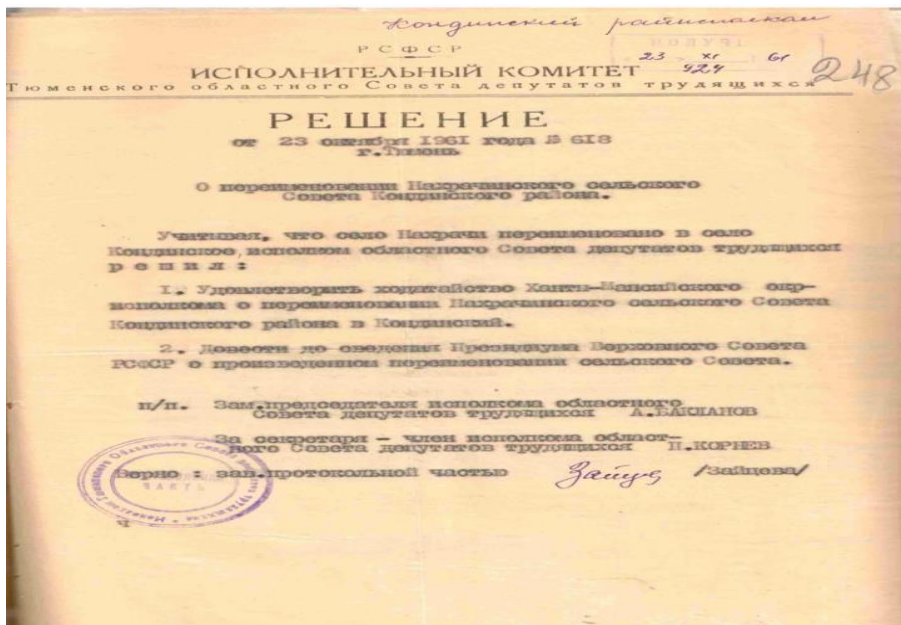 Кондинский райисполком
РСФСР
23 XI 61
924
ИСПОЛНИТЕЛЬНЫЙ КОМИТЕТ
248
Тюменского областного Совета депутатов трудящихся
РЕШЕНИЕ
от 23 октября 1961 года № 618
г.Тюмень
О переименовании Нахрачинского сельского
Совета Кондинского района.
Учитывая, что село Нахрачи переименовано в село
Кондинское, исполком областного Совета депутатов трудящихся
р е ш и л :
1. Удовлетворить ходатайство Ханты-Мансийского окр-
исполкома о переименовании Нахрачинского сельского Совета
Кондинского района в Кондинский.
2. Довести до сведения Президиума Верховного Совета
РСФСР о произведенном переименовании сельского Совета.
п/п. Зам.председателя исполкома областного
Совета депутатов трудящихся А.БАКЛАНОВ
За секретаря - член исполкома област-
ного Совета депутатов трудящихся Н.КОРНЕВ
Верно : зав.протокольной частью Зайцев /Зайцева/
ЧАСТЬ